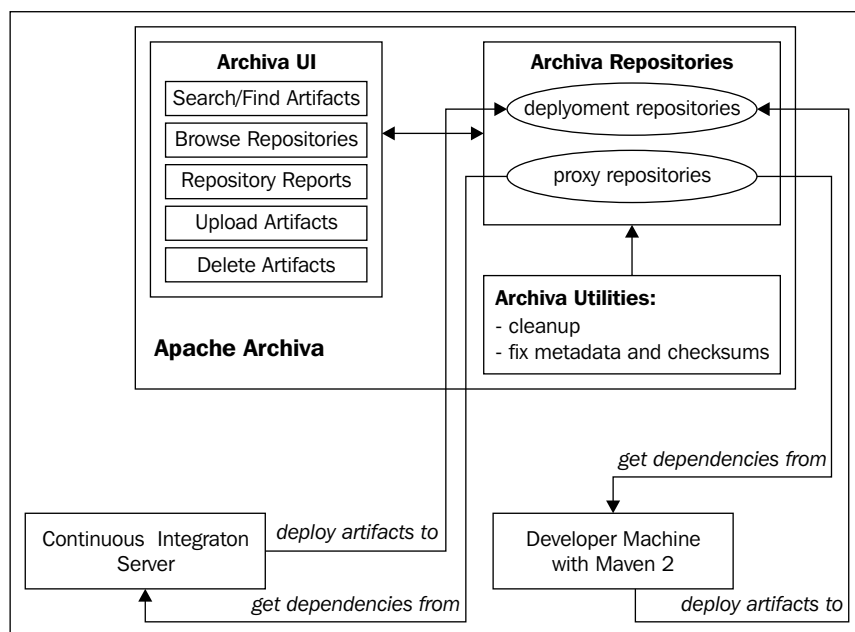 Archiva UI
Search/Find Artifacts
Browse Repositories
Repository Reports
Upload Artifacts
Delete Artifacts
Archiva Repositories
deplyoment repositories
proxy repositories
Archiva Utilities:
- cleanup
- fix metadata and checksums
Apache Archiva
get dependencies from
Continuous Integraton
Server
deploy artifacts to
Developer Machine
with Maven 2
get dependencies from
deploy artifacts to